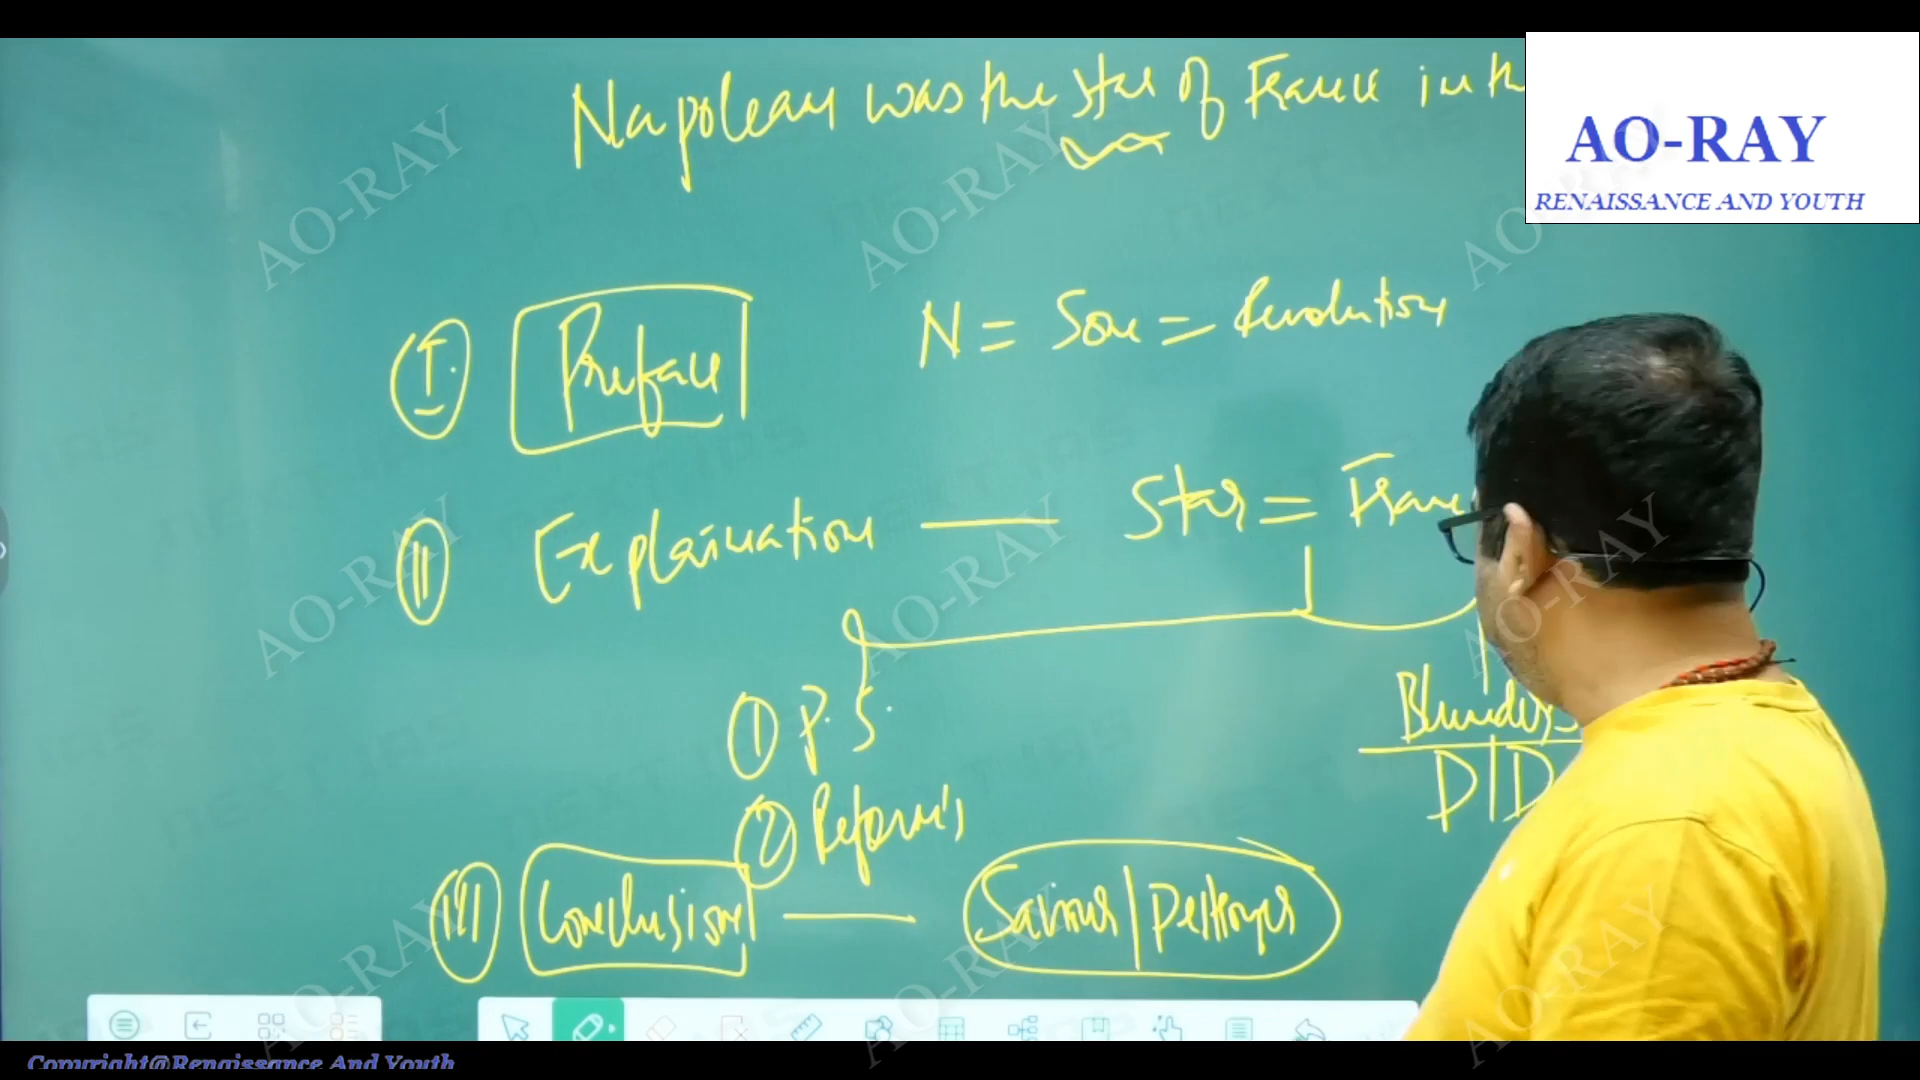 Napolean was the star of France in th
AO-RAY
RENAISSANCE AND YOUTH
I. Preface N = Son = Revolution
II Explaination — Star = Franc
① P. S.
② Reforms
Blunders
D|D
III Conclusion — Saviour | Destroyer
Copyright@Renaissance And Youth